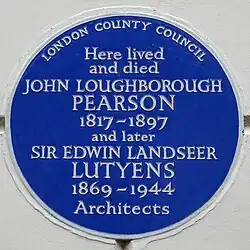 LONDON COUNTY COUNCIL
Here lived
and died
JOHN LOUGHBOROUGH
PEARSON
1817-1897
and later
SIR EDWIN LANDSEER
LUTYENS
1869-1944
Architects